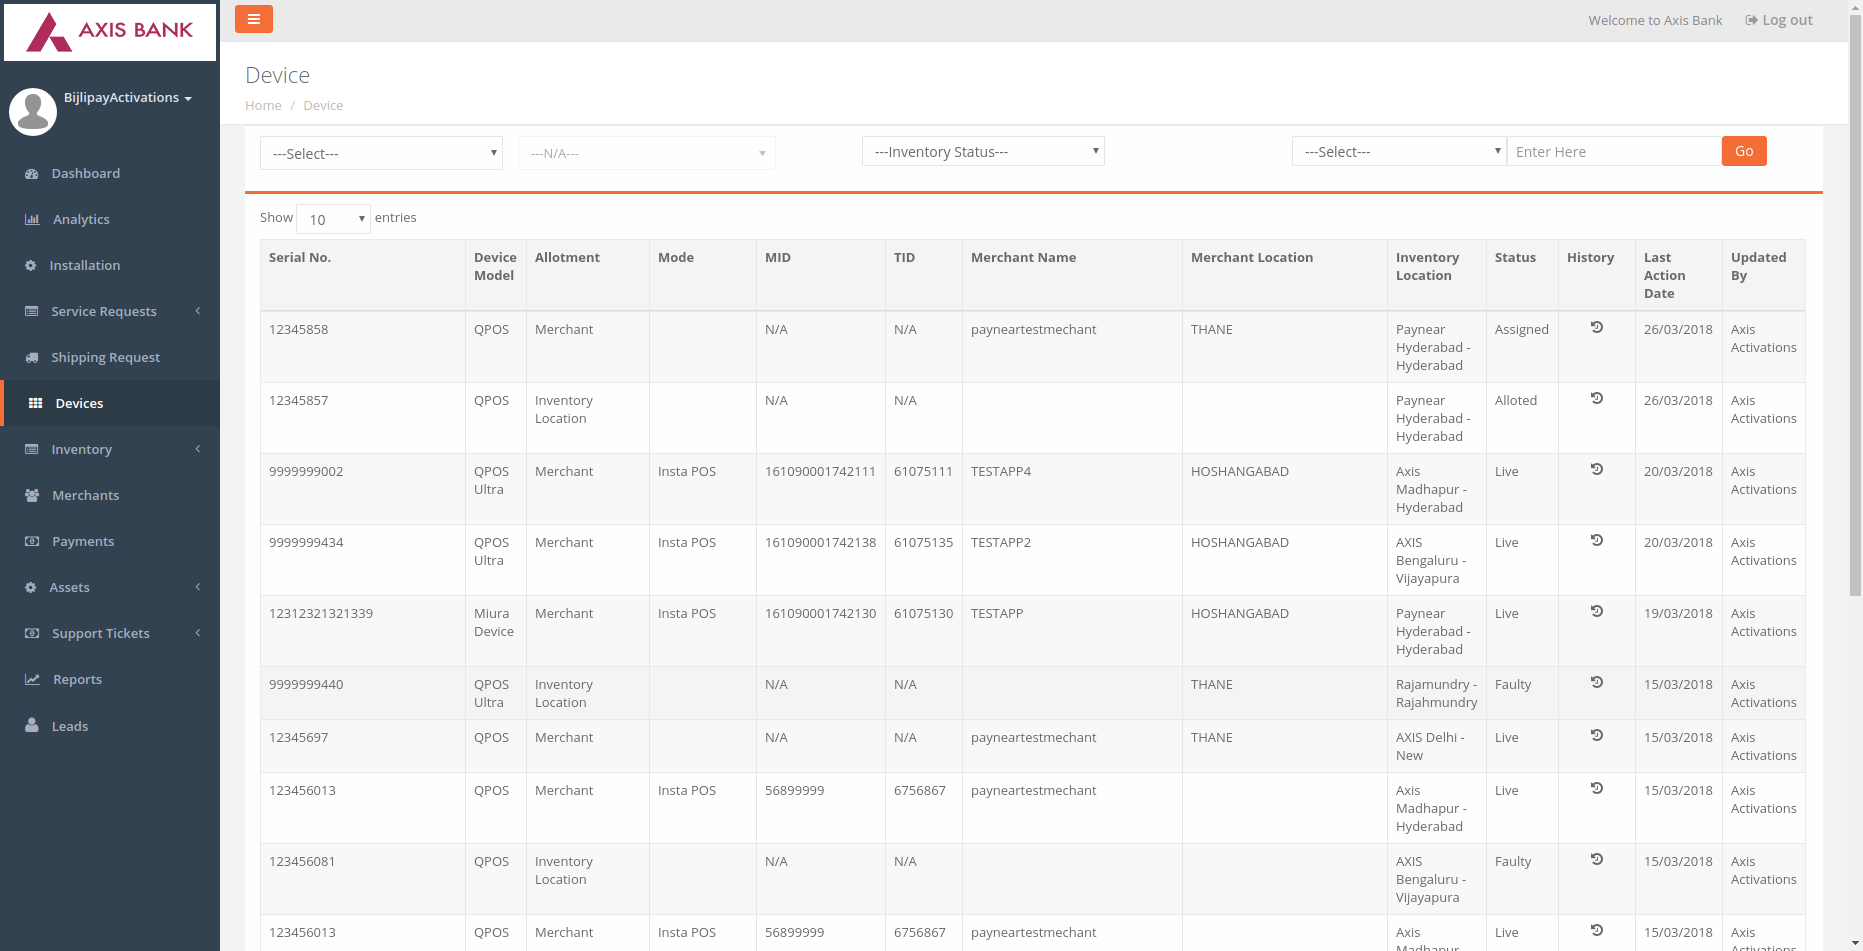 AXIS BANK
Welcome to Axis Bank Log out
BijlipayActivations
Dashboard
Analytics
Installation
Service Requests
Shipping Request
Devices
Inventory
Merchants
Payments
Assets
Support Tickets
Reports
Leads
Device
Home / Device
---Select--- ---N/A--- ---Inventory Status--- ---Select--- Enter Here Go
Show 10 entries
Serial No. Device Model Allotment Mode MID TID Merchant Name Merchant Location Inventory Location Status History Last Action Date Updated By
12345858 QPOS Merchant N/A N/A payneartestmechant THANE Paynear Hyderabad - Hyderabad Assigned 26/03/2018 Axis Activations
12345857 QPOS Inventory Location N/A N/A Paynear Hyderabad - Hyderabad Alloted 26/03/2018 Axis Activations
9999999002 QPOS Ultra Merchant Insta POS 161090001742111 61075111 TESTAPP4 HOSHANGABAD Axis Madhapur - Hyderabad Live 20/03/2018 Axis Activations
9999999434 QPOS Ultra Merchant Insta POS 161090001742138 61075135 TESTAPP2 HOSHANGABAD AXIS Bengaluru - Vijayapura Live 20/03/2018 Axis Activations
12312321321339 Miura Device Merchant Insta POS 161090001742130 61075130 TESTAPP HOSHANGABAD Paynear Hyderabad - Hyderabad Live 19/03/2018 Axis Activations
9999999440 QPOS Ultra Inventory Location N/A N/A THANE Rajamundry - Rajahmundry Faulty 15/03/2018 Axis Activations
12345697 QPOS Merchant N/A N/A payneartestmechant THANE AXIS Delhi - New Live 15/03/2018 Axis Activations
123456013 QPOS Merchant Insta POS 56899999 6756867 payneartestmechant Axis Madhapur - Hyderabad Live 15/03/2018 Axis Activations
123456081 QPOS Inventory Location N/A N/A AXIS Bengaluru - Vijayapura Faulty 15/03/2018 Axis Activations
123456013 QPOS Merchant Insta POS 56899999 6756867 payneartestmechant Axis Live 15/03/2018 Axis